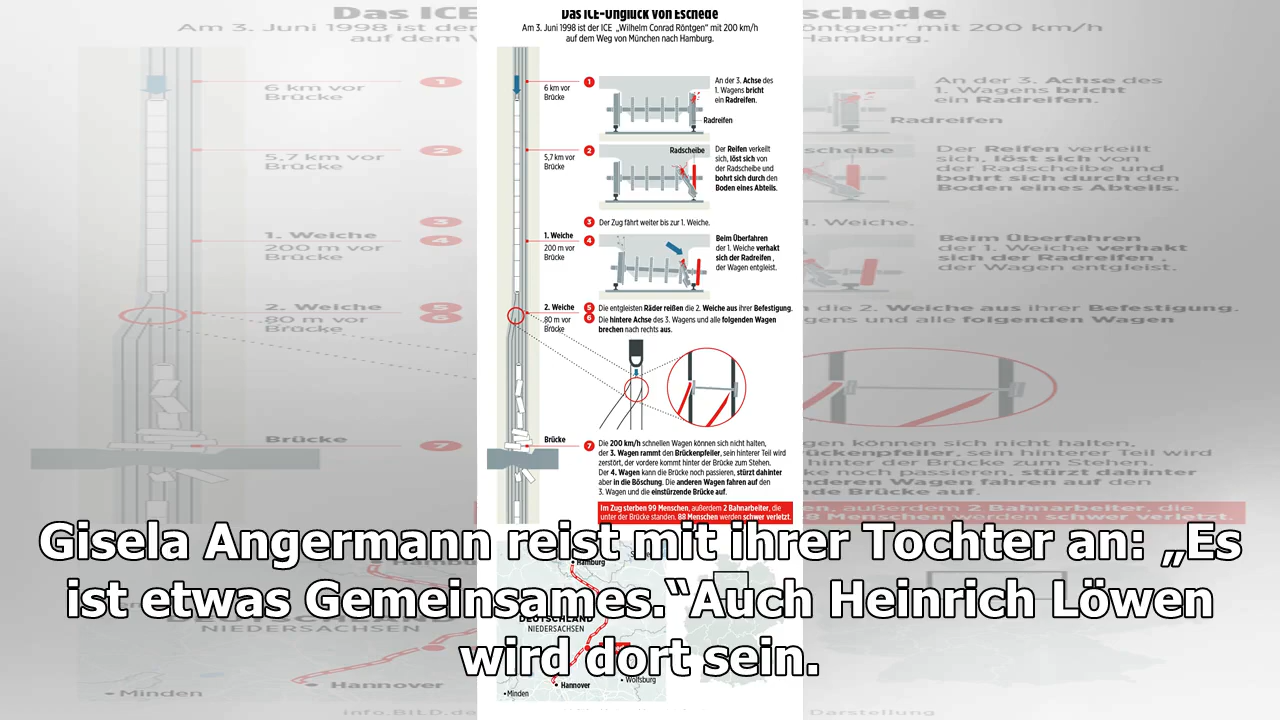 Das ICE-Unglück von Eschede
Am 3. Juni 1998 ist der ICE „Wilhelm Conrad Röntgen“ mit 200 km/h
auf dem Weg von München nach Hamburg.
1
6 km vor
Brücke
An der 3. Achse des
1. Wagens bricht
ein Radreifen.
Radreifen
2
5,7 km vor
Brücke
Radscheibe
Der Reifen verkeilt
sich, löst sich von
der Radscheibe und
bohrt sich durch den
Boden eines Abteils.
3 Der Zug fährt weiter bis zur 1. Weiche.
1. Weiche
200 m vor
Brücke
4
Beim Überfahren
der 1. Weiche verhakt
sich der Radreifen ,
der Wagen entgleist.
2. Weiche
80 m vor
Brücke
5 Die entgleisten Räder reißen die 2. Weiche aus ihrer Befestigung.
6 Die hintere Achse des 3. Wagens und alle folgenden Wagen
brechen nach rechts aus.
Brücke
7 Die 200 km/h schnellen Wagen können sich nicht halten,
der 3. Wagen rammt den Brückenpfeiler, sein hinterer Teil wird
zerstört, der vordere kommt hinter der Brücke zum Stehen.
Der 4. Wagen kann die Brücke noch passieren, stürzt dahinter
aber in die Böschung. Die anderen Wagen fahren auf den
3. Wagen und die einstürzende Brücke auf.
Im Zug sterben 99 Menschen, außerdem 2 Bahnarbeiter, die
unter der Brücke standen. 88 Menschen werden schwer verletzt.
Gisela Angermann reist mit ihrer Tochter an: „Es
ist etwas Gemeinsames.“Auch Heinrich Löwen
wird dort sein.
Hamburg
DEUTSCHLAND
NIEDERSACHSEN
Hannover
Wolfsburg
Minden